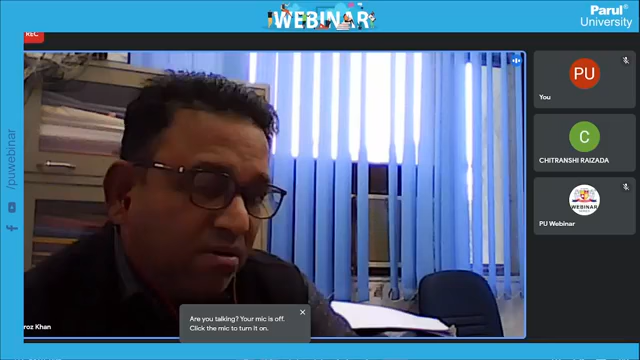 WEBINAR
Parul®
University
REC
/puwebinar
PU
You
C
CHITRANSHI RAIZADA
WEBINAR
PU Webinar
roz Khan
Are you talking? Your mic is off.
Click the mic to turn it on.